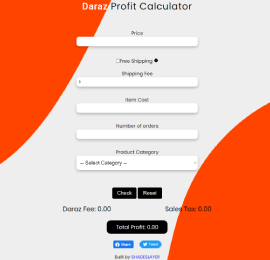 Daraz Profit Calculator
Price
Free Shipping
Shipping Fee
Item Cost
Number of orders
Product Category
-- Select Category --
Check Reset
Daraz Fee: 0.00 Sales Tax: 0.00
Total Profit: 0.00
Share Tweet
Built by SHADESLAYER